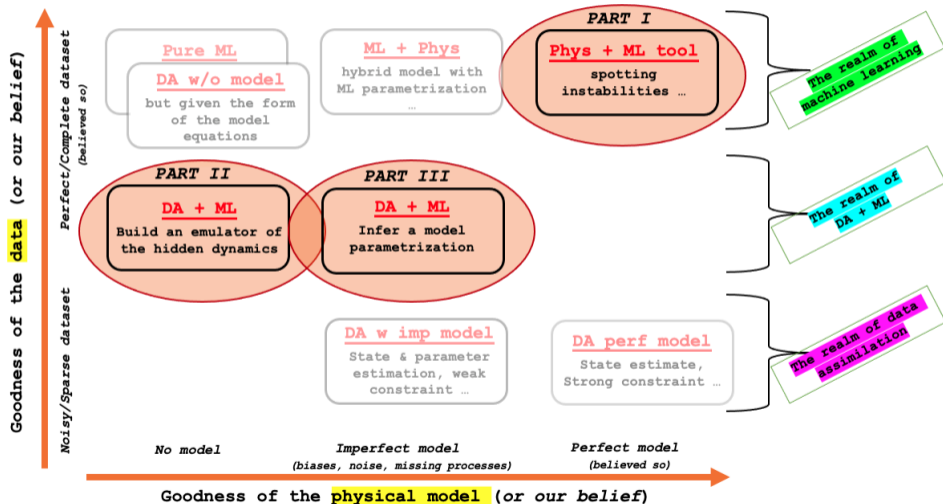 PART I
Pure ML
DA w/o model
but given the form
of the model
equations
ML + Phys
hybrid model with
ML parametrization
…
Phys + ML tool
spotting
instabilities …
The realm of
machine learning
PART II
DA + ML
Build an emulator of
of the hidden dynamics
PART III
DA + ML
Infer a model
parametrization
The realm of
DA + ML
DA w imp model
State & parameter
estimation, weak
constraint …
DA perf model
State estimate,
Strong constraint …
The realm of data
assimilation
Goodness of the data (or our belief)
Perfect/Complete dataset
(believed so)
Noisy/Sparse dataset
No model
Imperfect model
(biases, noise, missing processes)
Perfect model
(believed so)
Goodness of the physical model (or our belief)